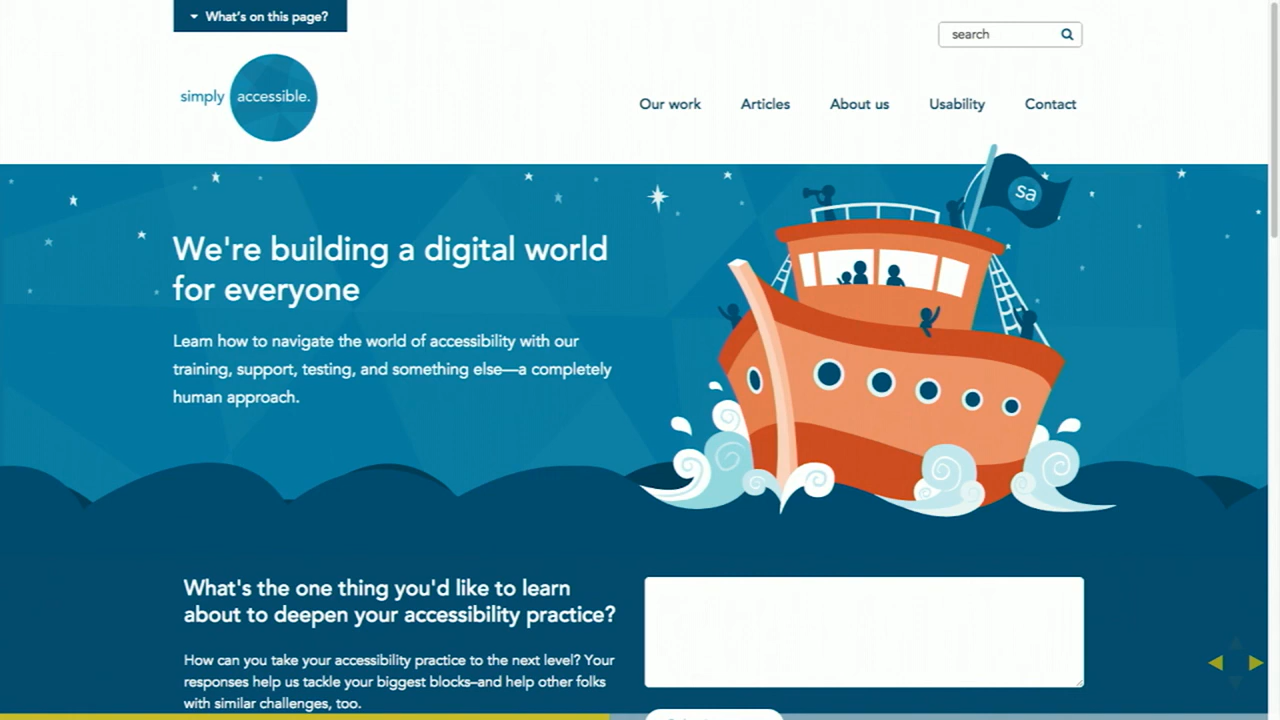 What's on this page?
search
simply accessible.
Our work Articles About us Usability Contact
sa
We're building a digital world
for everyone
Learn how to navigate the world of accessibility with our
training, support, testing, and something else—a completely
human approach.
What's the one thing you'd like to learn
about to deepen your accessibility practice?
How can you take your accessibility practice to the next level? Your
responses help us tackle your biggest blocks–and help other folks
with similar challenges, too.